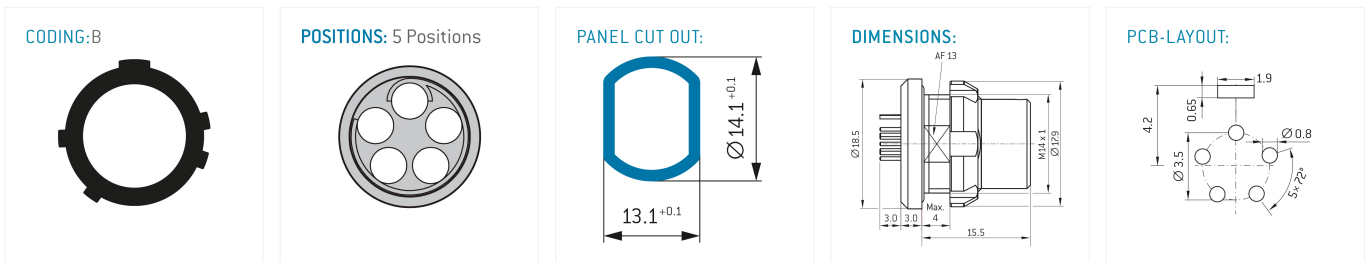 CODING:B
POSITIONS: 5 Positions
PANEL CUT OUT:
Ø14.1+0.1
13.1+0.1
DIMENSIONS:
AF 13
Ø18.5
M14 x 1
Ø17.9
Max.
3.0
3.0
4
15.5
PCB-LAYOUT:
1.9
0.65
4.2
Ø 3.5
Ø 0.8
5x 72°